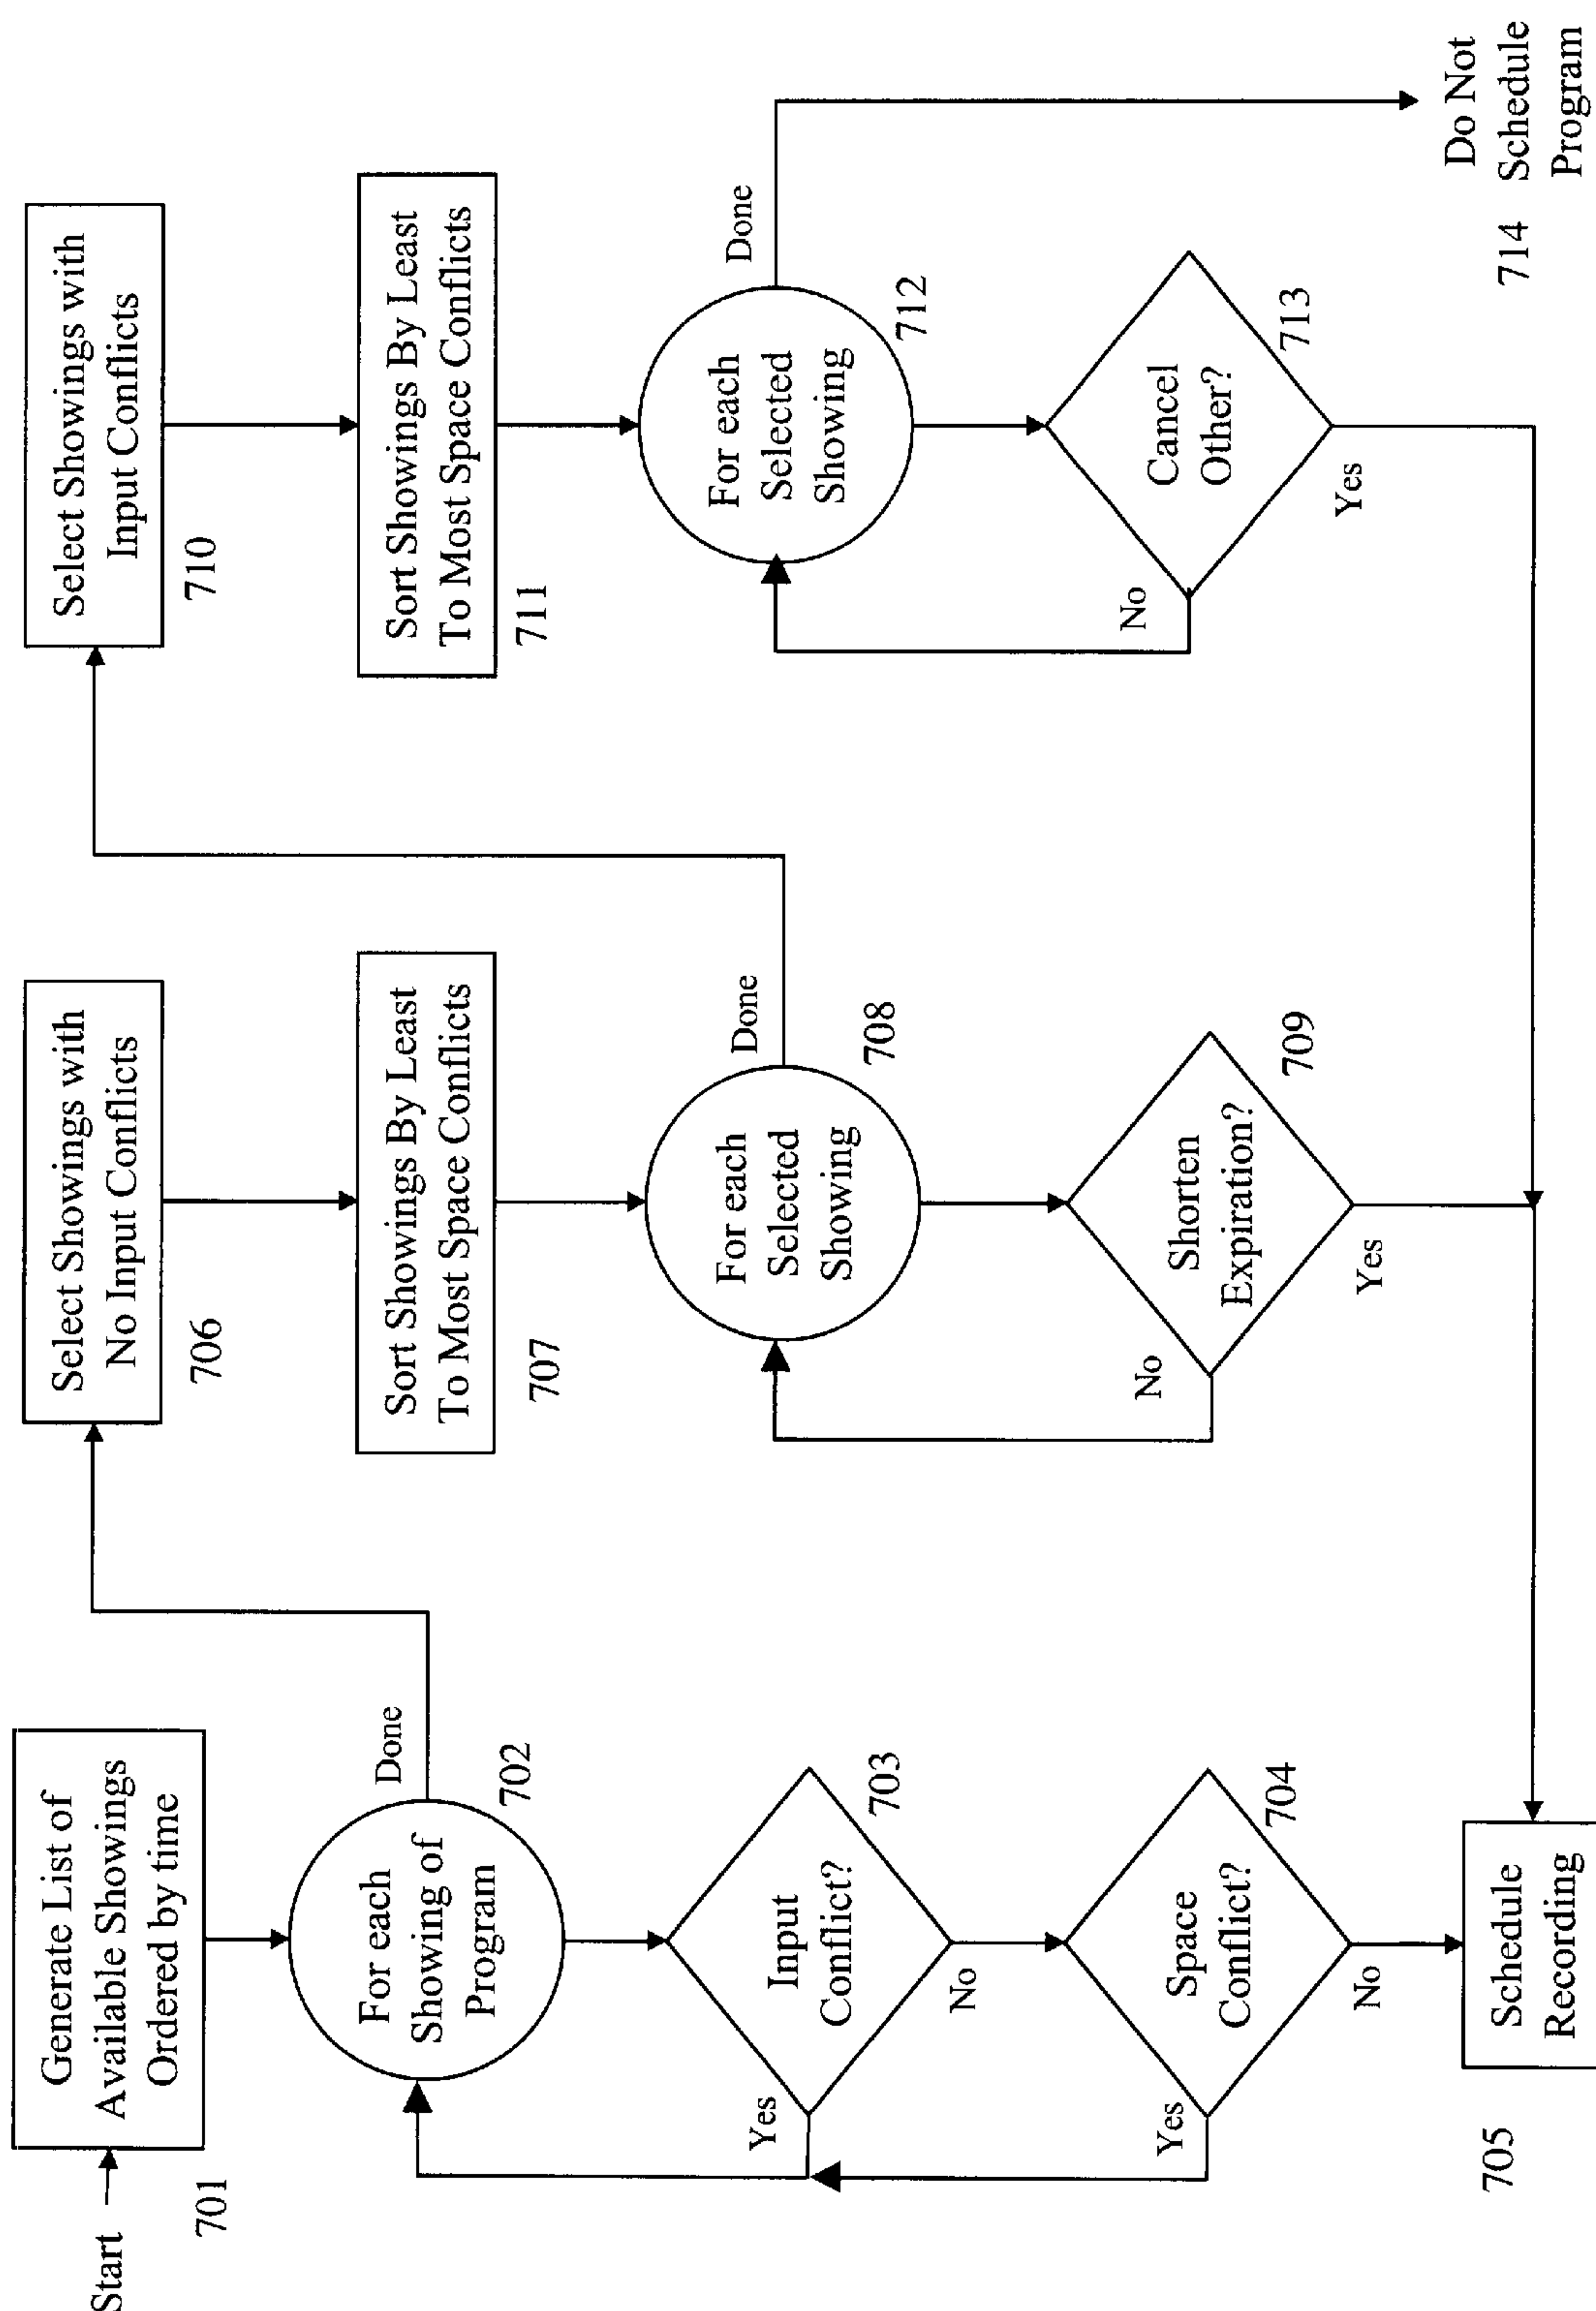 Start
Generate List of
Available Showings
Ordered by time
701
For each
Showing of
Program
702
Done
Input
Conflict?
703
Yes
No
Space
Conflict?
704
Yes
No
Schedule
Recording
705
Select Showings with
No Input Conflicts
706
Sort Showings By Least
To Most Space Conflicts
707
For each
Selected
Showing
708
Done
Shorten
Expiration?
709
No
Yes
Select Showings with
Input Conflicts
710
Sort Showings By Least
To Most Space Conflicts
711
For each
Selected
Showing
712
Done
Cancel
Other?
713
No
Yes
Do Not
714 Schedule
Program